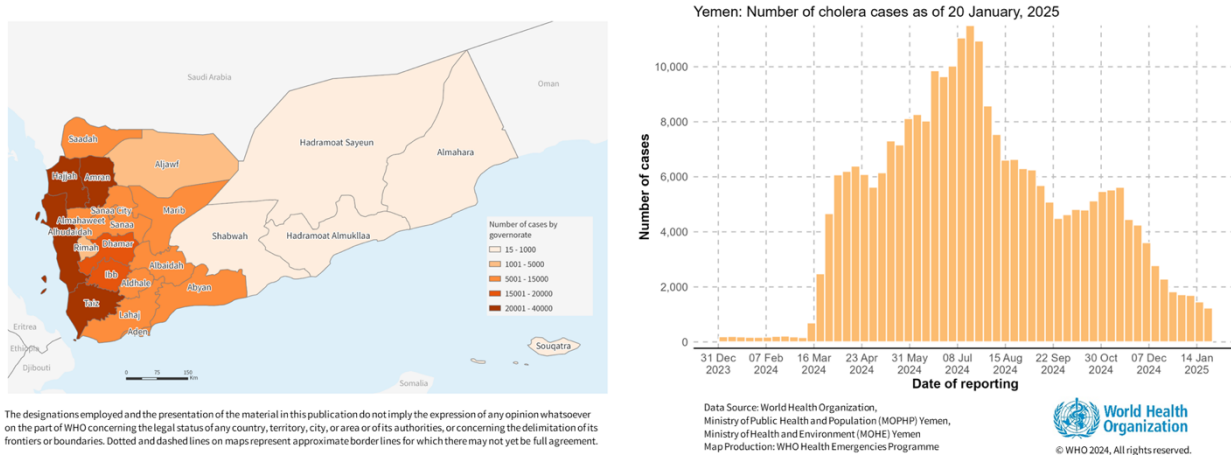 Saudi Arabia
Oman
Saadah
Hadramoat Sayeun
Almahara
Aljawf
Hajjah
Amran
Sanaa City
Marib
Almahaweet
Sanaa
Albudaidah
Shabwah
Hadramoat Almukllaa
Rimah
Dhamar
Albaidah
Ibb
Aldhale
Abyan
Taiz
Lahaj
Aden
Eritrea
Ethiopia
Djibouti
Souqatra
Somalia
0 75 150
Km
Number of cases by
governorate
15 - 1000
1001 - 5000
5001 - 15000
15001 - 20000
20001 - 40000
The designations employed and the presentation of the material in this publication do not imply the expression of any opinion whatsoever
on the part of WHO concerning the legal status of any country, territory, city, or area or of its authorities, or concerning the delimitation of its
frontiers or boundaries. Dotted and dashed lines on maps represent approximate border lines for which there may not yet be full agreement.
Yemen: Number of cholera cases as of 20 January, 2025
Number of cases
10,000
8,000
6,000
4,000
2,000
0
31 Dec 07 Feb 16 Mar 23 Apr 31 May 08 Jul 15 Aug 22 Sep 30 Oct 07 Dec 14 Jan
2023 2024 2024 2024 2024 2024 2024 2024 2024 2024 2025
Date of reporting
Data Source: World Health Organization,
Ministry of Public Health and Population (MOPHP) Yemen,
Ministry of Health and Environment (MOHE) Yemen
Map Production: WHO Health Emergencies Programme
World Health
Organization
© WHO 2024, All rights reserved.